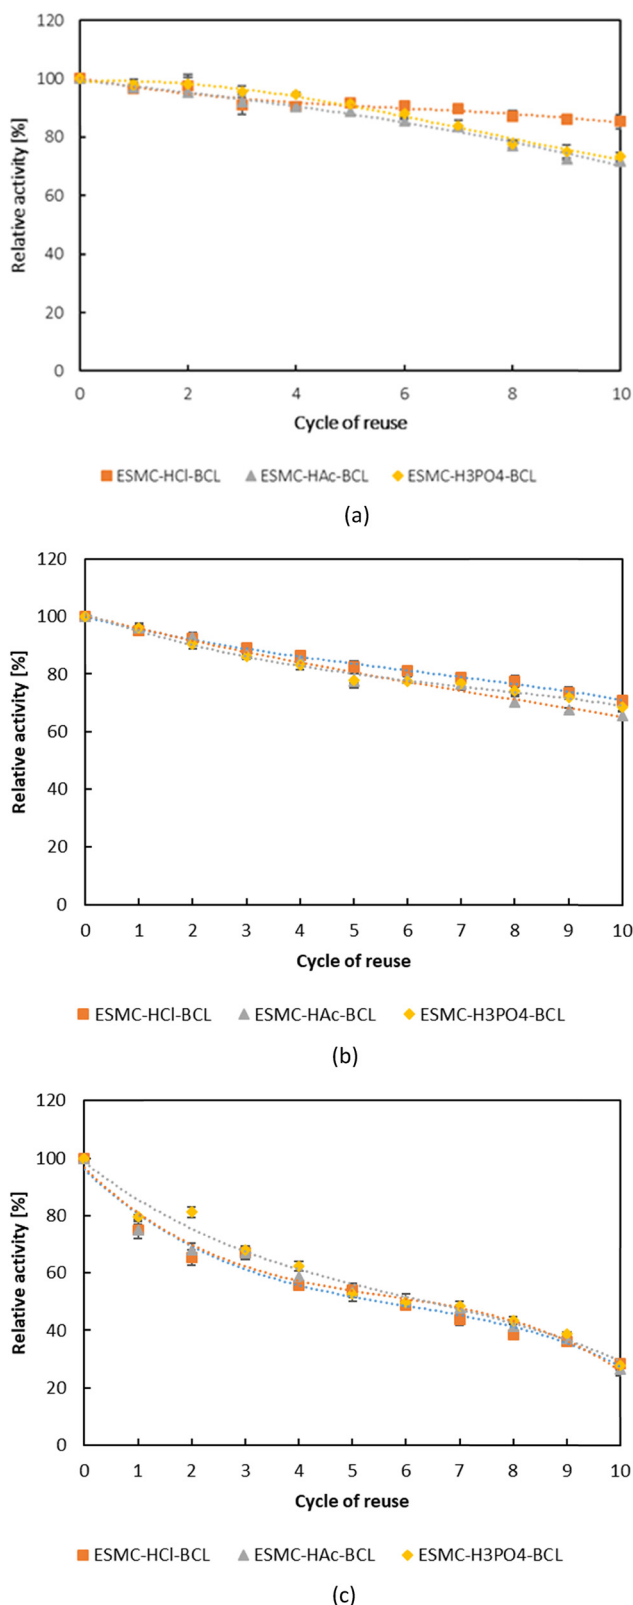 120
100
80
60
40
20
0
Relative activity [%]
0 2 4 6 8 10
Cycle of reuse
ESMC-HCl-BCL ESMC-HAc-BCL ESMC-H3PO4-BCL
(a)
120
100
80
60
40
20
0
Relative activity [%]
0 1 2 3 4 5 6 7 8 9 10
Cycle of reuse
ESMC-HCl-BCL ESMC-HAc-BCL ESMC-H3PO4-BCL
(b)
120
100
80
60
40
20
0
Relative activity [%]
0 1 2 3 4 5 6 7 8 9 10
Cycle of reuse
ESMC-HCl-BCL ESMC-HAc-BCL ESMC-H3PO4-BCL
(c)